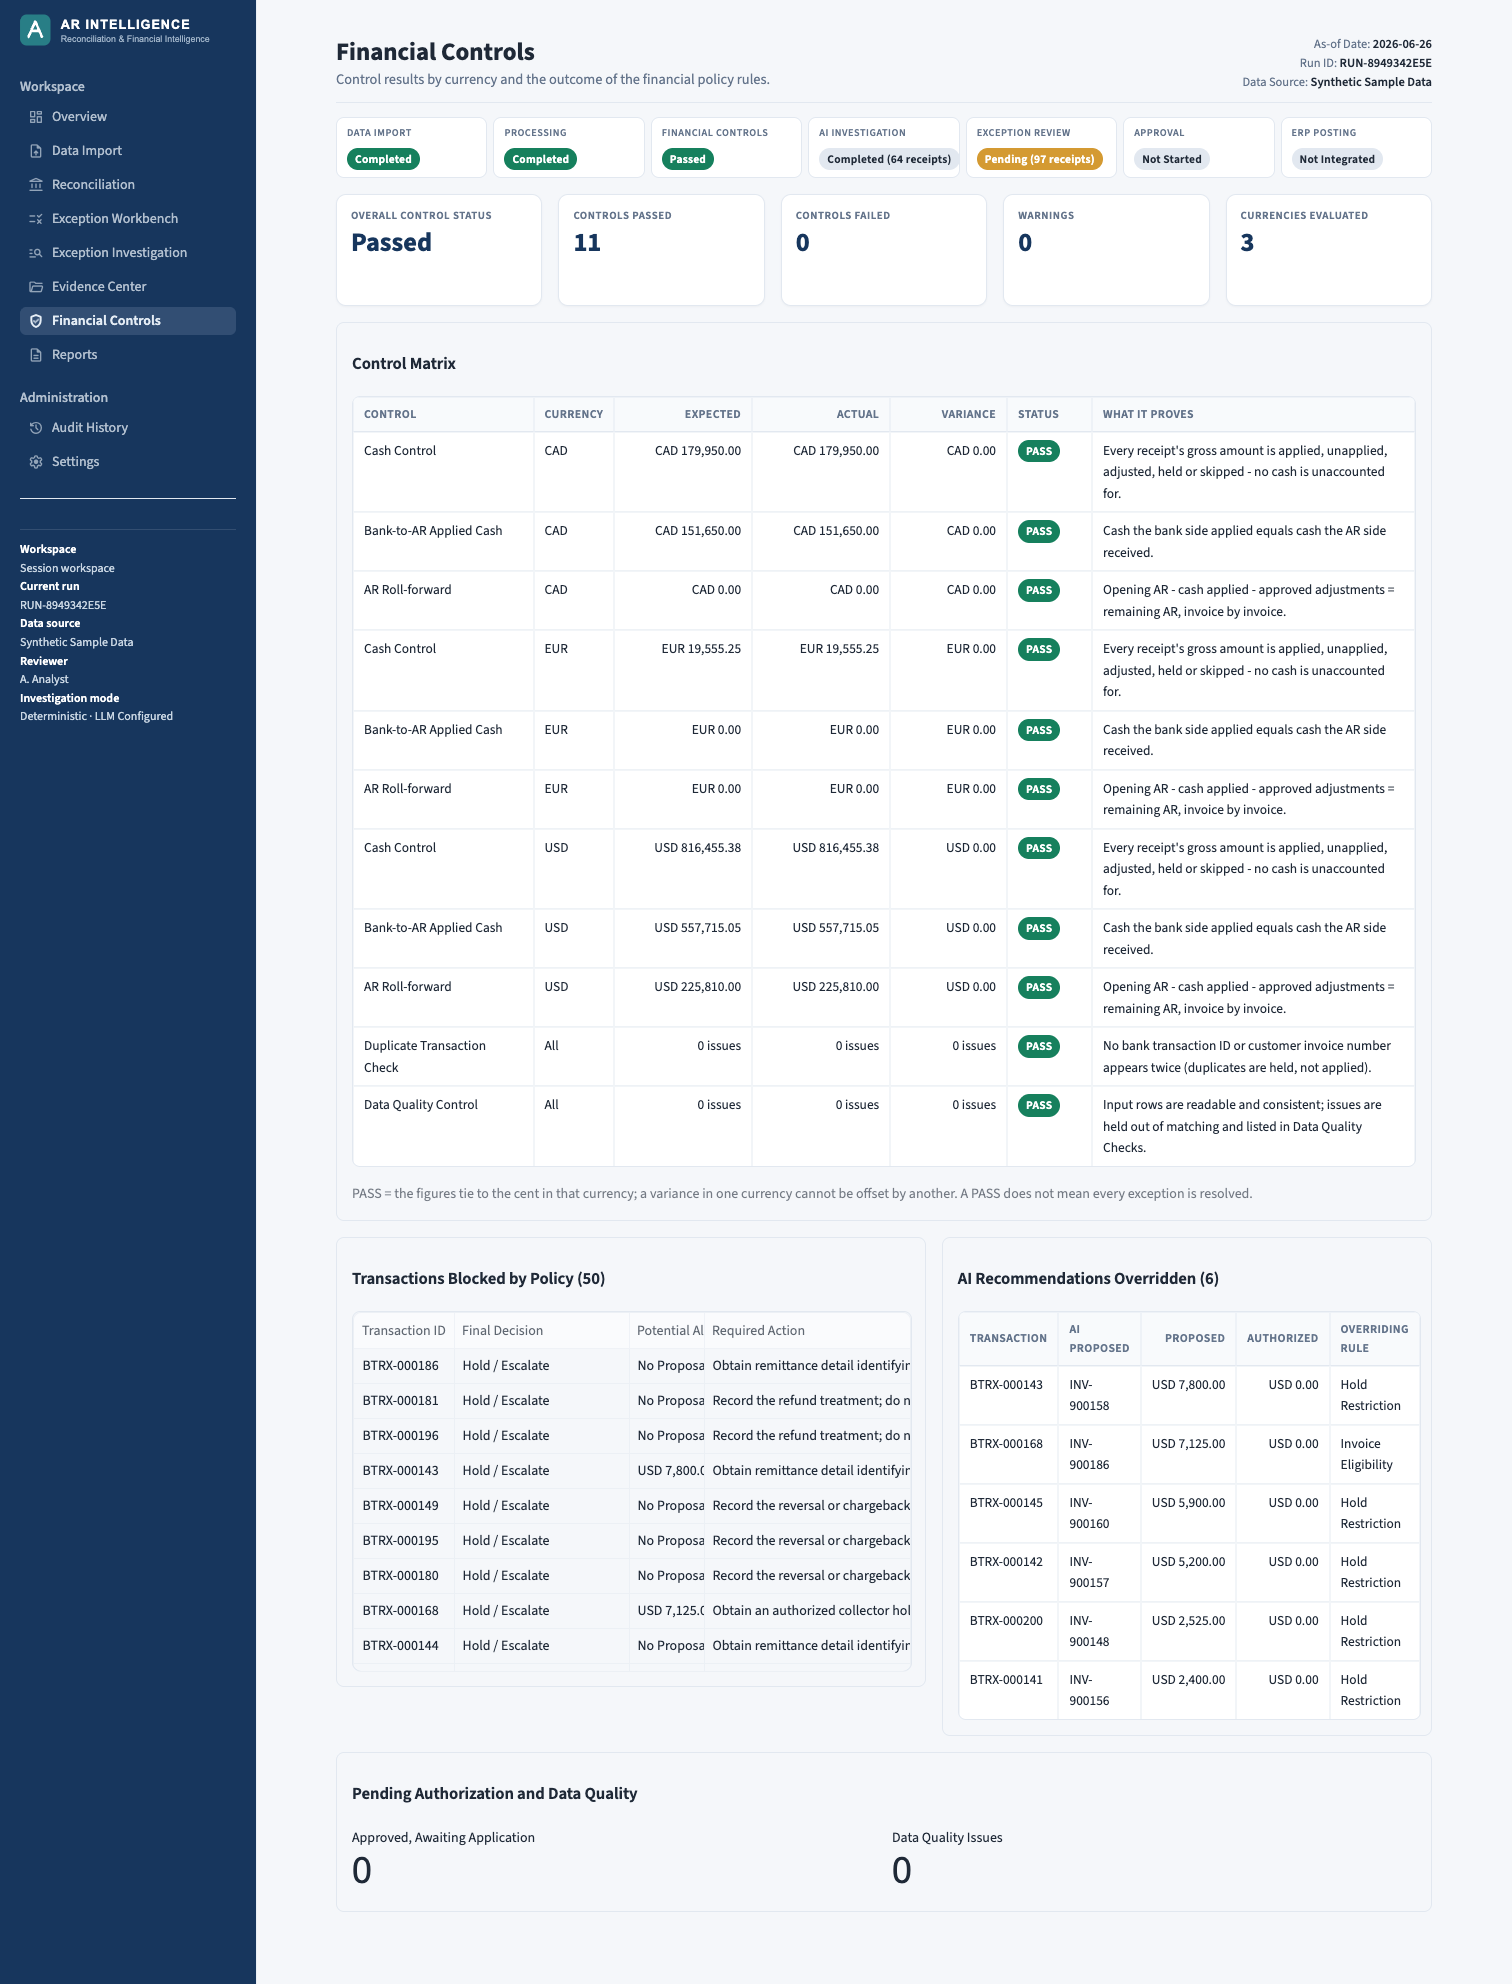 AR INTELLIGENCE
Reconciliation & Financial Intelligence
Workspace
Overview
Data Import
Reconciliation
Exception Workbench
Exception Investigation
Evidence Center
Financial Controls
Reports
Administration
Audit History
Settings
Workspace
Session workspace
Current run
RUN-8949342E5E
Data source
Synthetic Sample Data
Reviewer
A. Analyst
Investigation mode
Deterministic · LLM Configured
Financial Controls
Control results by currency and the outcome of the financial policy rules.
As-of Date: 2026-06-26
Run ID: RUN-8949342E5E
Data Source: Synthetic Sample Data
DATA IMPORT
Completed
PROCESSING
Completed
FINANCIAL CONTROLS
Passed
AI INVESTIGATION
Completed (64 receipts)
EXCEPTION REVIEW
Pending (97 receipts)
APPROVAL
Not Started
ERP POSTING
Not Integrated
OVERALL CONTROL STATUS
Passed
CONTROLS PASSED
11
CONTROLS FAILED
0
WARNINGS
0
CURRENCIES EVALUATED
3
Control Matrix
CONTROL CURRENCY EXPECTED ACTUAL VARIANCE STATUS WHAT IT PROVES
Cash Control CAD CAD 179,950.00 CAD 179,950.00 CAD 0.00 PASS Every receipt's gross amount is applied, unapplied,
adjusted, held or skipped - no cash is unaccounted
for.
Bank-to-AR Applied Cash CAD CAD 151,650.00 CAD 151,650.00 CAD 0.00 PASS Cash the bank side applied equals cash the AR side
received.
AR Roll-forward CAD CAD 0.00 CAD 0.00 CAD 0.00 PASS Opening AR - cash applied - approved adjustments =
remaining AR, invoice by invoice.
Cash Control EUR EUR 19,555.25 EUR 19,555.25 EUR 0.00 PASS Every receipt's gross amount is applied, unapplied,
adjusted, held or skipped - no cash is unaccounted
for.
Bank-to-AR Applied Cash EUR EUR 0.00 EUR 0.00 EUR 0.00 PASS Cash the bank side applied equals cash the AR side
received.
AR Roll-forward EUR EUR 0.00 EUR 0.00 EUR 0.00 PASS Opening AR - cash applied - approved adjustments =
remaining AR, invoice by invoice.
Cash Control USD USD 816,455.38 USD 816,455.38 USD 0.00 PASS Every receipt's gross amount is applied, unapplied,
adjusted, held or skipped - no cash is unaccounted
for.
Bank-to-AR Applied Cash USD USD 557,715.05 USD 557,715.05 USD 0.00 PASS Cash the bank side applied equals cash the AR side
received.
AR Roll-forward USD USD 225,810.00 USD 225,810.00 USD 0.00 PASS Opening AR - cash applied - approved adjustments =
remaining AR, invoice by invoice.
Duplicate Transaction All 0 issues 0 issues 0 issues PASS No bank transaction ID or customer invoice number
Check appears twice (duplicates are held, not applied).
Data Quality Control All 0 issues 0 issues 0 issues PASS Input rows are readable and consistent; issues are
held out of matching and listed in Data Quality
Checks.
PASS = the figures tie to the cent in that currency; a variance in one currency cannot be offset by another. A PASS does not mean every exception is resolved.
Transactions Blocked by Policy (50)
Transaction ID Final Decision Potential Al Required Action
BTRX-000186 Hold / Escalate No Proposa Obtain remittance detail identifyin
BTRX-000181 Hold / Escalate No Proposa Record the refund treatment; do n
BTRX-000196 Hold / Escalate No Proposa Record the refund treatment; do n
BTRX-000143 Hold / Escalate USD 7,800.0 Obtain remittance detail identifyin
BTRX-000149 Hold / Escalate No Proposa Record the reversal or chargeback
BTRX-000195 Hold / Escalate No Proposa Record the reversal or chargeback
BTRX-000180 Hold / Escalate No Proposa Record the reversal or chargeback
BTRX-000168 Hold / Escalate USD 7,125.0 Obtain an authorized collector hol
BTRX-000144 Hold / Escalate No Proposa Obtain remittance detail identifyin
AI Recommendations Overridden (6)
TRANSACTION AI PROPOSED PROPOSED AUTHORIZED OVERRIDING RULE
BTRX-000143 INV- USD 7,800.00 USD 0.00 Hold
900158 Restriction
BTRX-000168 INV- USD 7,125.00 USD 0.00 Invoice
900186 Eligibility
BTRX-000145 INV- USD 5,900.00 USD 0.00 Hold
900160 Restriction
BTRX-000142 INV- USD 5,200.00 USD 0.00 Hold
900157 Restriction
BTRX-000200 INV- USD 2,525.00 USD 0.00 Hold
900148 Restriction
BTRX-000141 INV- USD 2,400.00 USD 0.00 Hold
900156 Restriction
Pending Authorization and Data Quality
Approved, Awaiting Application
0
Data Quality Issues
0